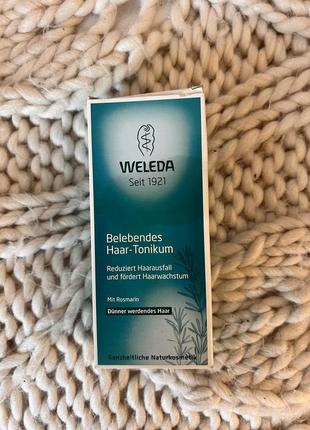 WELEDA
Seit 1921
Belebendes
Haar-Tonikum
Reduziert Haarausfall
und fördert Haarwachstum
Mit Rosmarin
Dünner werdendes Haar
Ganzheitliche Naturkosmetik